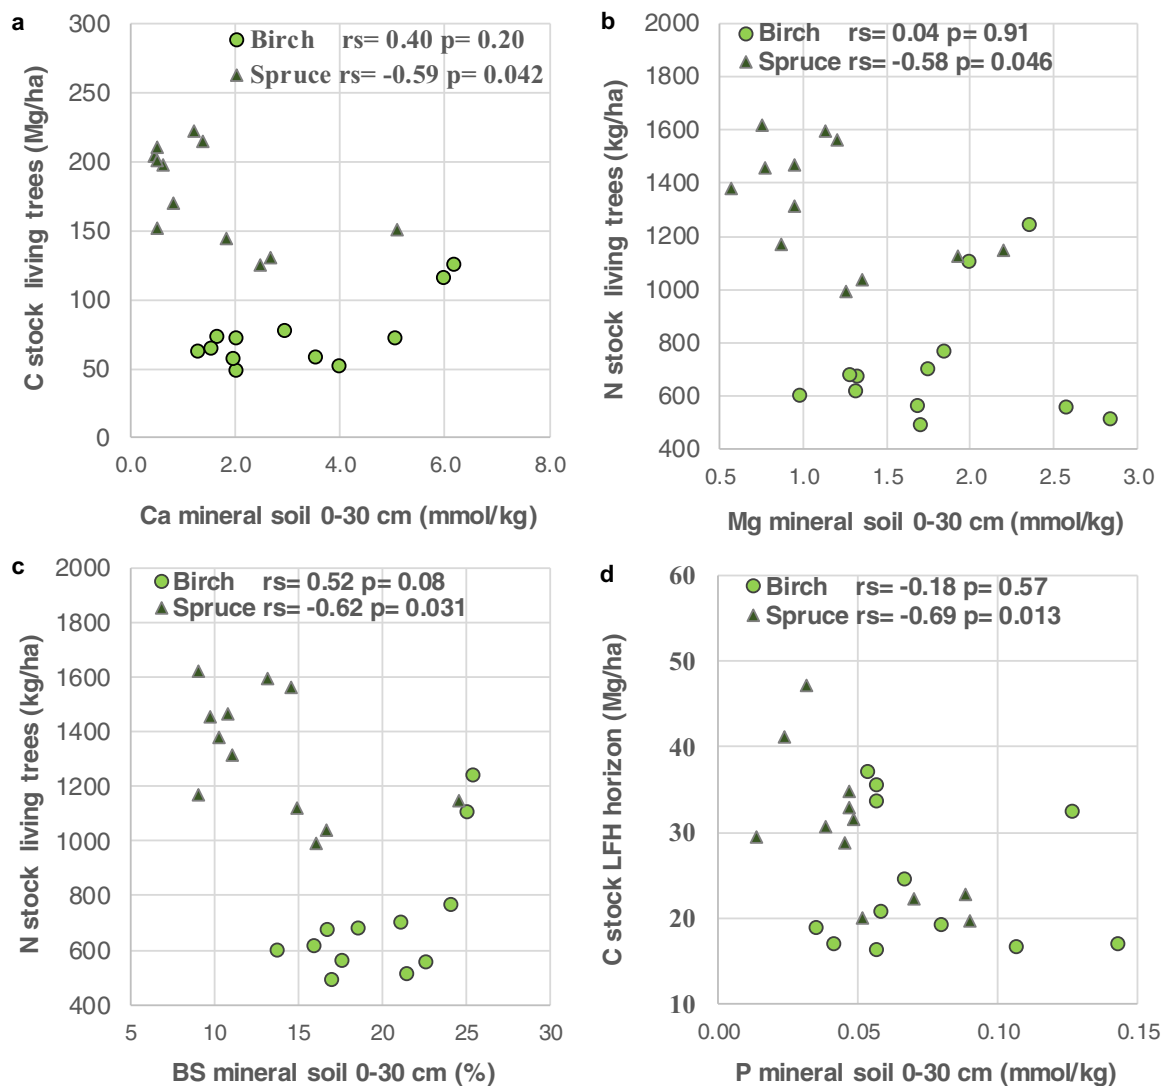 a
Birch rs= 0.40 p= 0.20
Spruce rs= -0.59 p= 0.042
300
250
200
150
100
50
0
C stock living trees (Mg/ha)
0.0 2.0 4.0 6.0 8.0
Ca mineral soil 0-30 cm (mmol/kg)
b
Birch rs= 0.04 p= 0.91
Spruce rs= -0.58 p= 0.046
2000
1800
1600
1400
1200
1000
800
600
400
N stock living trees (kg/ha)
0.5 1.0 1.5 2.0 2.5 3.0
Mg mineral soil 0-30 cm (mmol/kg)
c
Birch rs= 0.52 p= 0.08
Spruce rs= -0.62 p= 0.031
2000
1800
1600
1400
1200
1000
800
600
400
N stock living trees (kg/ha)
5 10 15 20 25 30
BS mineral soil 0-30 cm (%)
d
Birch rs= -0.18 p= 0.57
Spruce rs= -0.69 p= 0.013
60
50
40
30
20
10
C stock LFH horizon (Mg/ha)
0.00 0.05 0.10 0.15
P mineral soil 0-30 cm (mmol/kg)